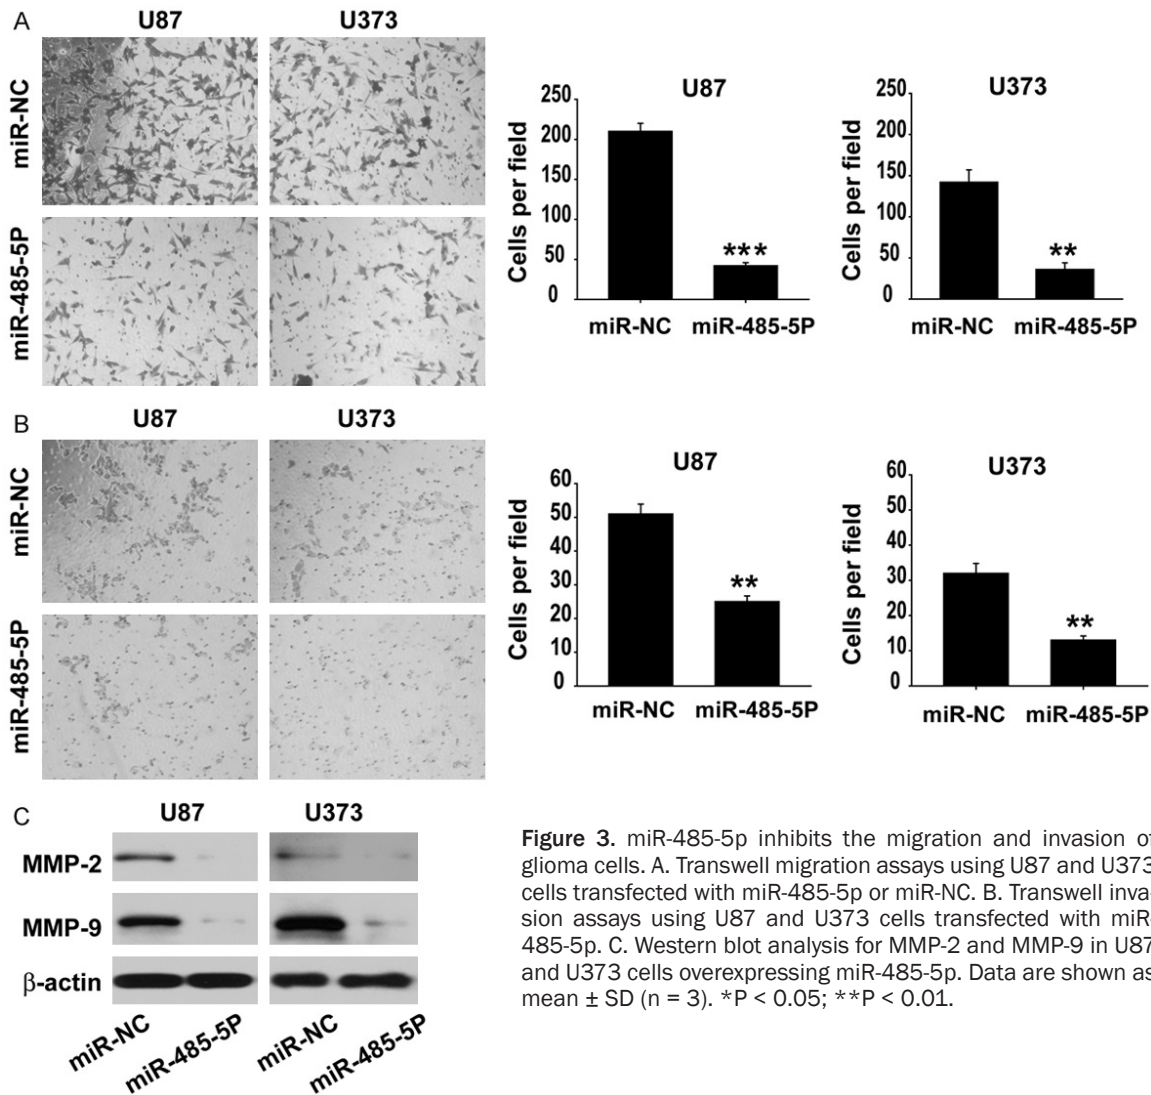 A
U87
U373
miR-NC
miR-485-5P
U87
250
200
150
100
50
0
Cells per field
***
miR-NC
miR-485-5P
U373
250
200
150
100
50
0
Cells per field
**
miR-NC
miR-485-5P
B
U87
U373
miR-NC
miR-485-5P
U87
60
50
40
30
20
10
0
Cells per field
**
miR-NC
miR-485-5P
U373
60
50
40
30
20
10
0
Cells per field
**
miR-NC
miR-485-5P
C
U87
U373
MMP-2
MMP-9
β-actin
miR-NC
miR-485-5P
miR-NC
miR-485-5P
Figure 3. miR-485-5p inhibits the migration and invasion of
glioma cells. A. Transwell migration assays using U87 and U373
cells transfected with miR-485-5p or miR-NC. B. Transwell inva-
sion assays using U87 and U373 cells transfected with miR-
485-5p. C. Western blot analysis for MMP-2 and MMP-9 in U87
and U373 cells overexpressing miR-485-5p. Data are shown as
mean ± SD (n = 3). *P < 0.05; **P < 0.01.